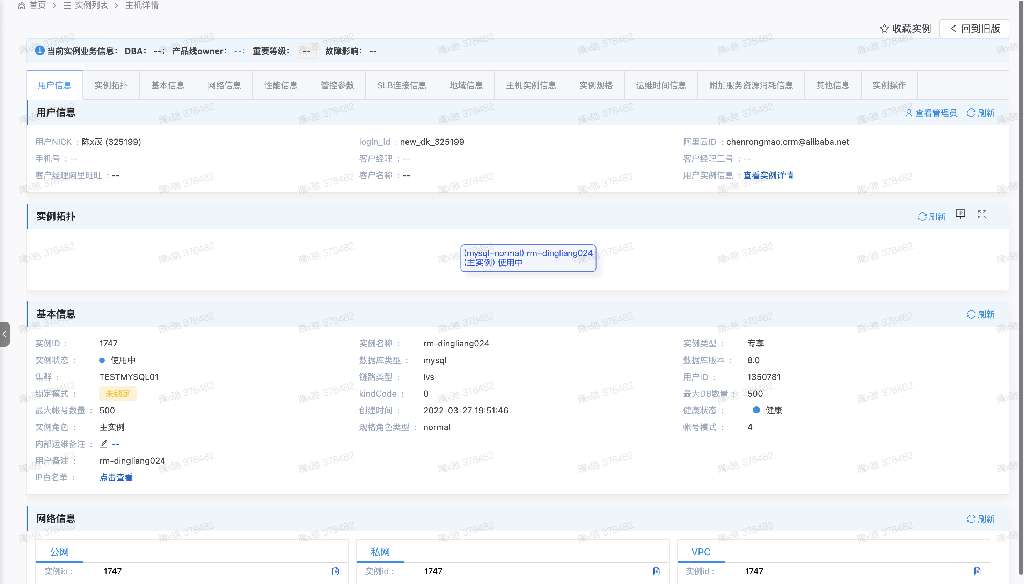 首页 > 实例列表 > 主机详情
收藏实例 < 回到旧版
当前实例业务信息: DBA: --; 产品线owner: --; 重要等级: -- 故障影响: --
用户信息 实例拓扑 基本信息 网络信息 性能信息 管控参数 SLB连接信息 地域信息 主机实例信息 实例规格 运维时间信息 附加服务资源消耗信息 其他信息 实例操作
用户信息 查看管理员 刷新
用户NICK : (325199) login_id : new_dk_325199 阿里云ID : chenrongmao.crm@alibaba.net
手机号 : -- 客户经理 : -- 客户经理工号 : --
客户经理阿里旺旺 : -- 客户名称 : -- 用户实例信息 : 查看实例详情
实例拓扑 刷新
(mysql-normal) rm-dingliang024
(主实例) 使用中
基本信息 刷新
实例ID : 1747 实例名称 : rm-dingliang024 实例类型 : 专享
实例状态 : 使用中 数据库类型 : mysql 数据库版本 : 8.0
集群 : TESTMYSQL01 链路类型 : lvs 用户ID : 1350781
锁定模式 : 未锁定 kindCode : 0 最大DB数量 : 500
最大帐号数量 : 500 创建时间 : 2022-03-27 19:51:46 健康状态 : 健康
实例角色 : 主实例 规格角色类型 : normal 账号模式 : 4
内部运维备注 : --
用户备注 : rm-dingliang024
IP白名单 : 点击查看
网络信息 刷新
公网 私网 VPC
实例id : 1747 实例id : 1747 实例id : 1747